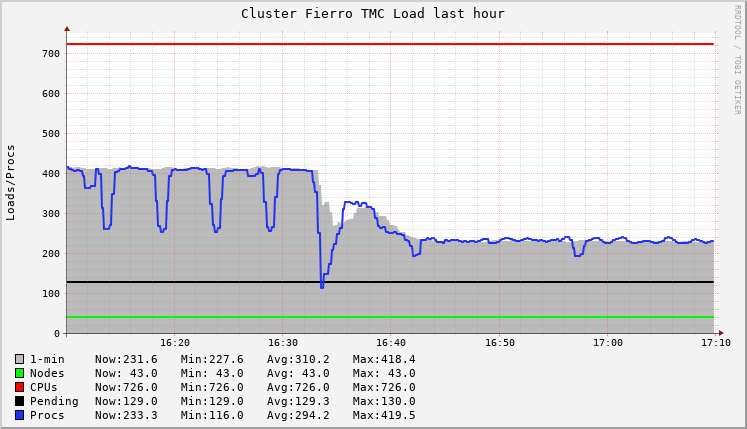 Cluster Fierro TMC Load last hour
RRDTOOL / TOBI OETIKER
Loads/Procs
700
600
500
400
300
200
100
0
16:20 16:30 16:40 16:50 17:00 17:10
1-min Now:231.6 Min:227.6 Avg:310.2 Max:418.4
Nodes Now: 43.0 Min: 43.0 Avg: 43.0 Max: 43.0
CPUs Now:726.0 Min:726.0 Avg:726.0 Max:726.0
Pending Now:129.0 Min:129.0 Avg:129.3 Max:130.0
Procs Now:233.3 Min:116.0 Avg:294.2 Max:419.5